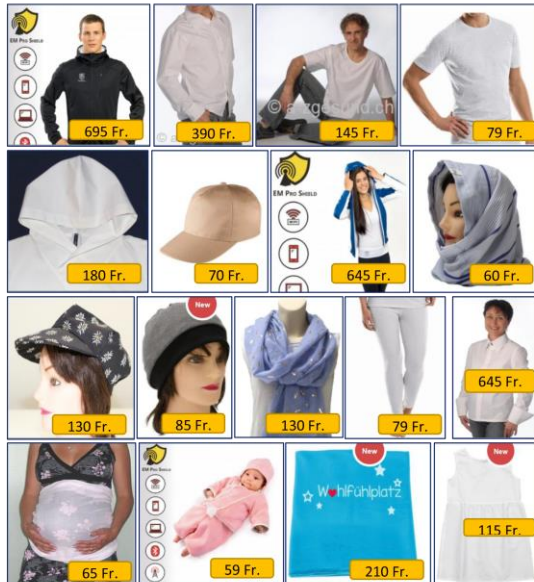 EM PRO SHIELD
695 Fr.
390 Fr.
© arzgesund.ch
145 Fr.
79 Fr.
180 Fr.
70 Fr.
EM PRO SHIELD
645 Fr.
60 Fr.
130 Fr.
New
85 Fr.
130 Fr.
79 Fr.
645 Fr.
65 Fr.
EM PRO SHIELD
59 Fr.
New
Wohlfühlplatz
210 Fr.
New
115 Fr.